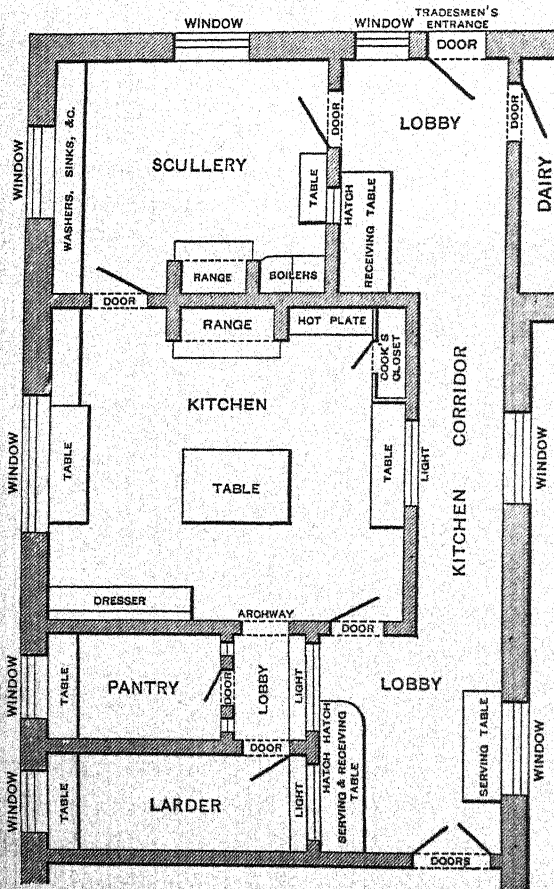 TRADESMEN'S
ENTRANCE
WINDOW
WINDOW
DOOR
WINDOW
WASHERS, SINKS, &c.
SCULLERY
DOOR
LOBBY
DOOR
DAIRY
TABLE
HATCH
RECEIVING TABLE
RANGE
BOILERS
DOOR
RANGE
HOT PLATE
COOK'S
CLOSET
KITCHEN
KITCHEN CORRIDOR
WINDOW
TABLE
TABLE
TABLE
LIGHT
WINDOW
DRESSER
ARCHWAY
DOOR
WINDOW
TABLE
PANTRY
DOOR
LOBBY
LIGHT
LOBBY
HATCH
HATCH
SERVING & RECEIVING
TABLE
SERVING TABLE
WINDOW
DOOR
WINDOW
TABLE
LARDER
LIGHT
DOORS